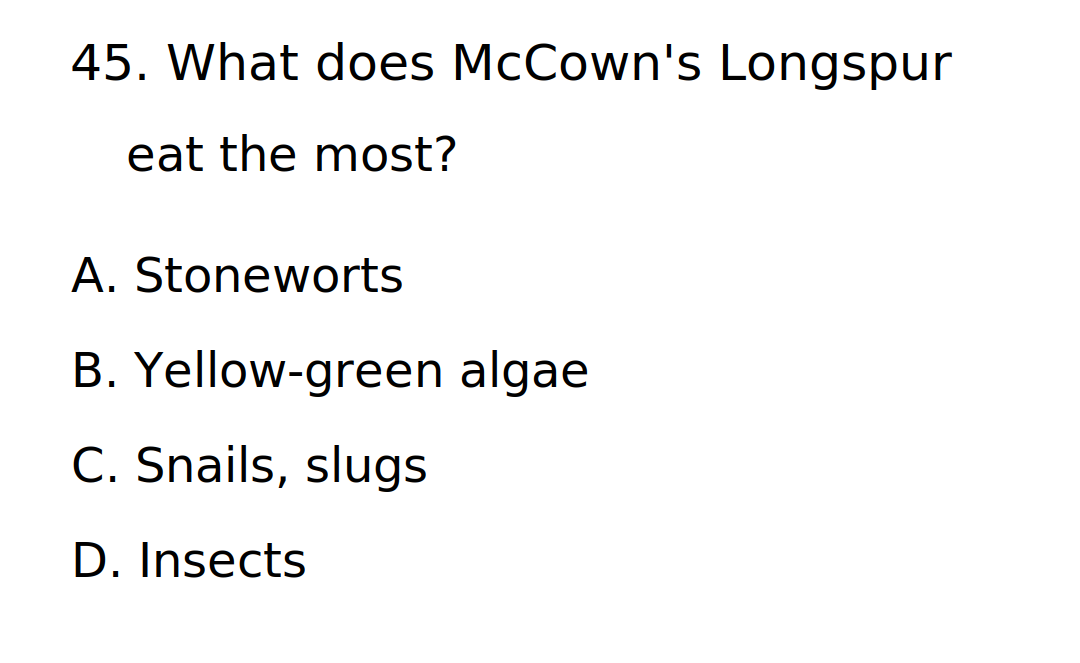 45. What does McCown's Longspur
eat the most?
A. Stoneworts
B. Yellow-green algae
C. Snails, slugs
D. Insects